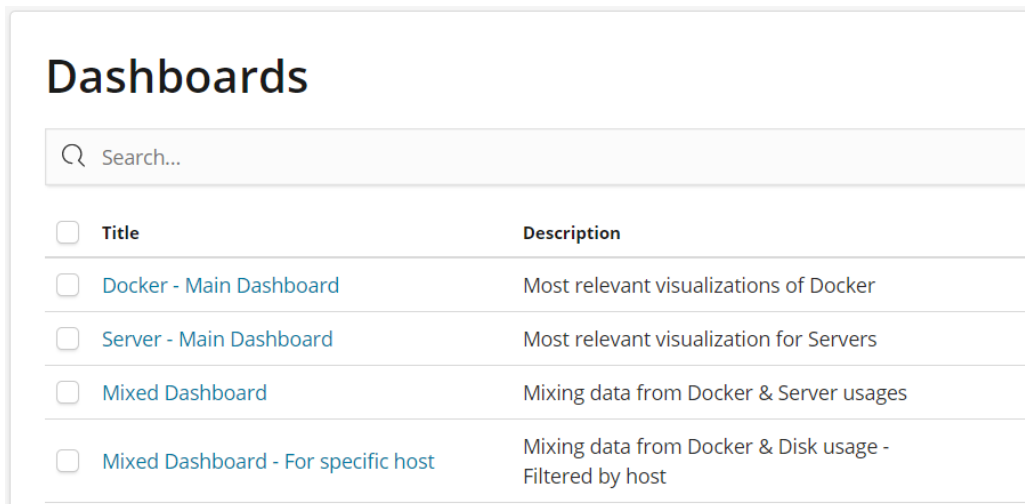 Dashboards
Search...
Title Description
Docker - Main Dashboard Most relevant visualizations of Docker
Server - Main Dashboard Most relevant visualization for Servers
Mixed Dashboard Mixing data from Docker & Server usages
Mixed Dashboard - For specific host Mixing data from Docker & Disk usage -
Filtered by host